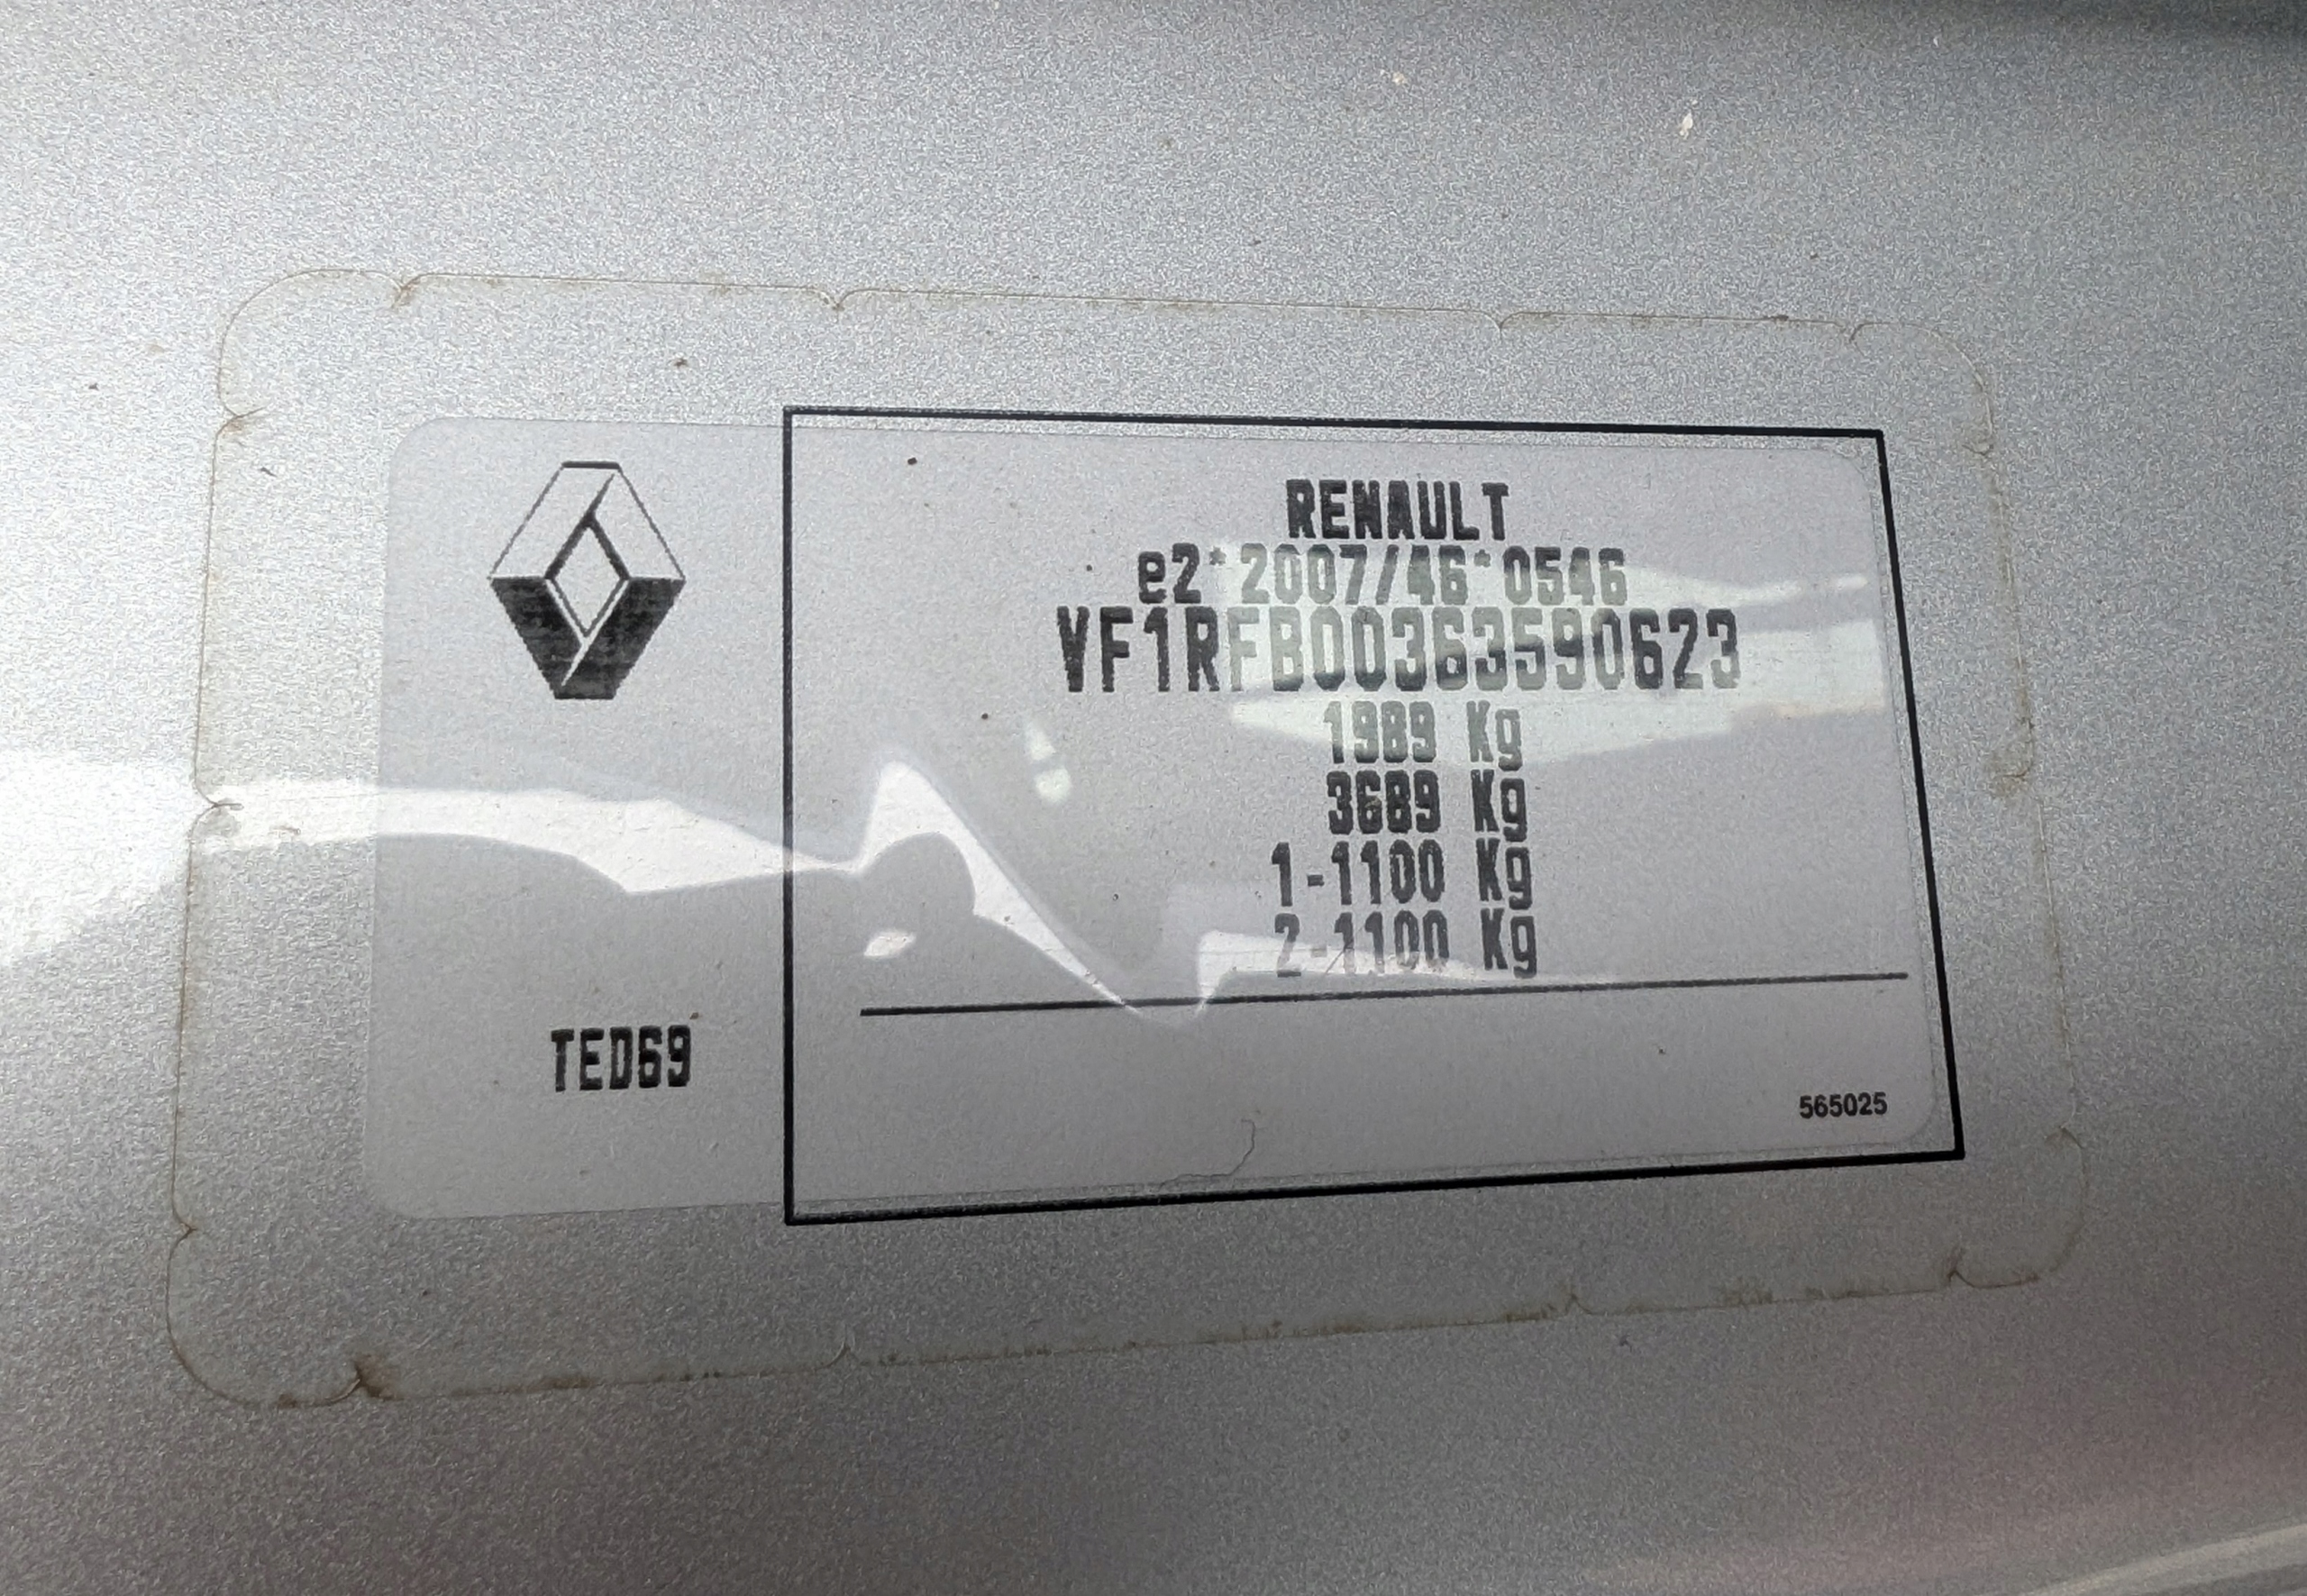 RENAULT
e2*2007/46*0546
VF1RFB00363590623
1989 Kg
3689 Kg
1-1100 Kg
2-1100 Kg
TED69
565025